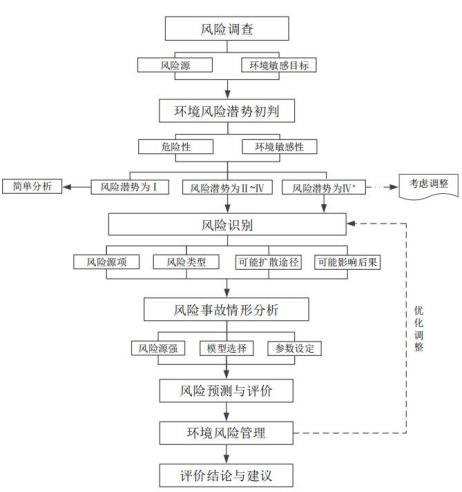 风险调查
风险源
环境敏感目标
环境风险潜势初判
危险性
环境敏感性
简单分析
风险潜势为Ⅰ
风险潜势为Ⅱ~Ⅳ
风险潜势为Ⅳ⁺
考虑调整
风险识别
风险源项
风险类型
可能扩散途径
可能影响后果
风险事故情形分析
优化调整
风险源强
模型选择
参数设定
风险预测与评价
环境风险管理
评价结论与建议